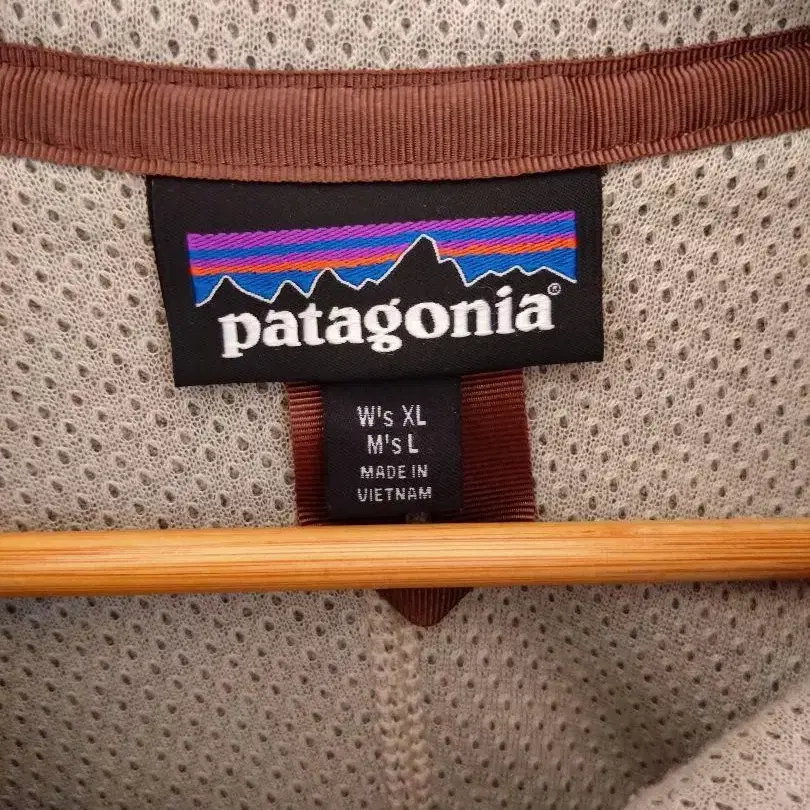 patagonia®
W's XL
M's L
MADE IN
VIETNAM